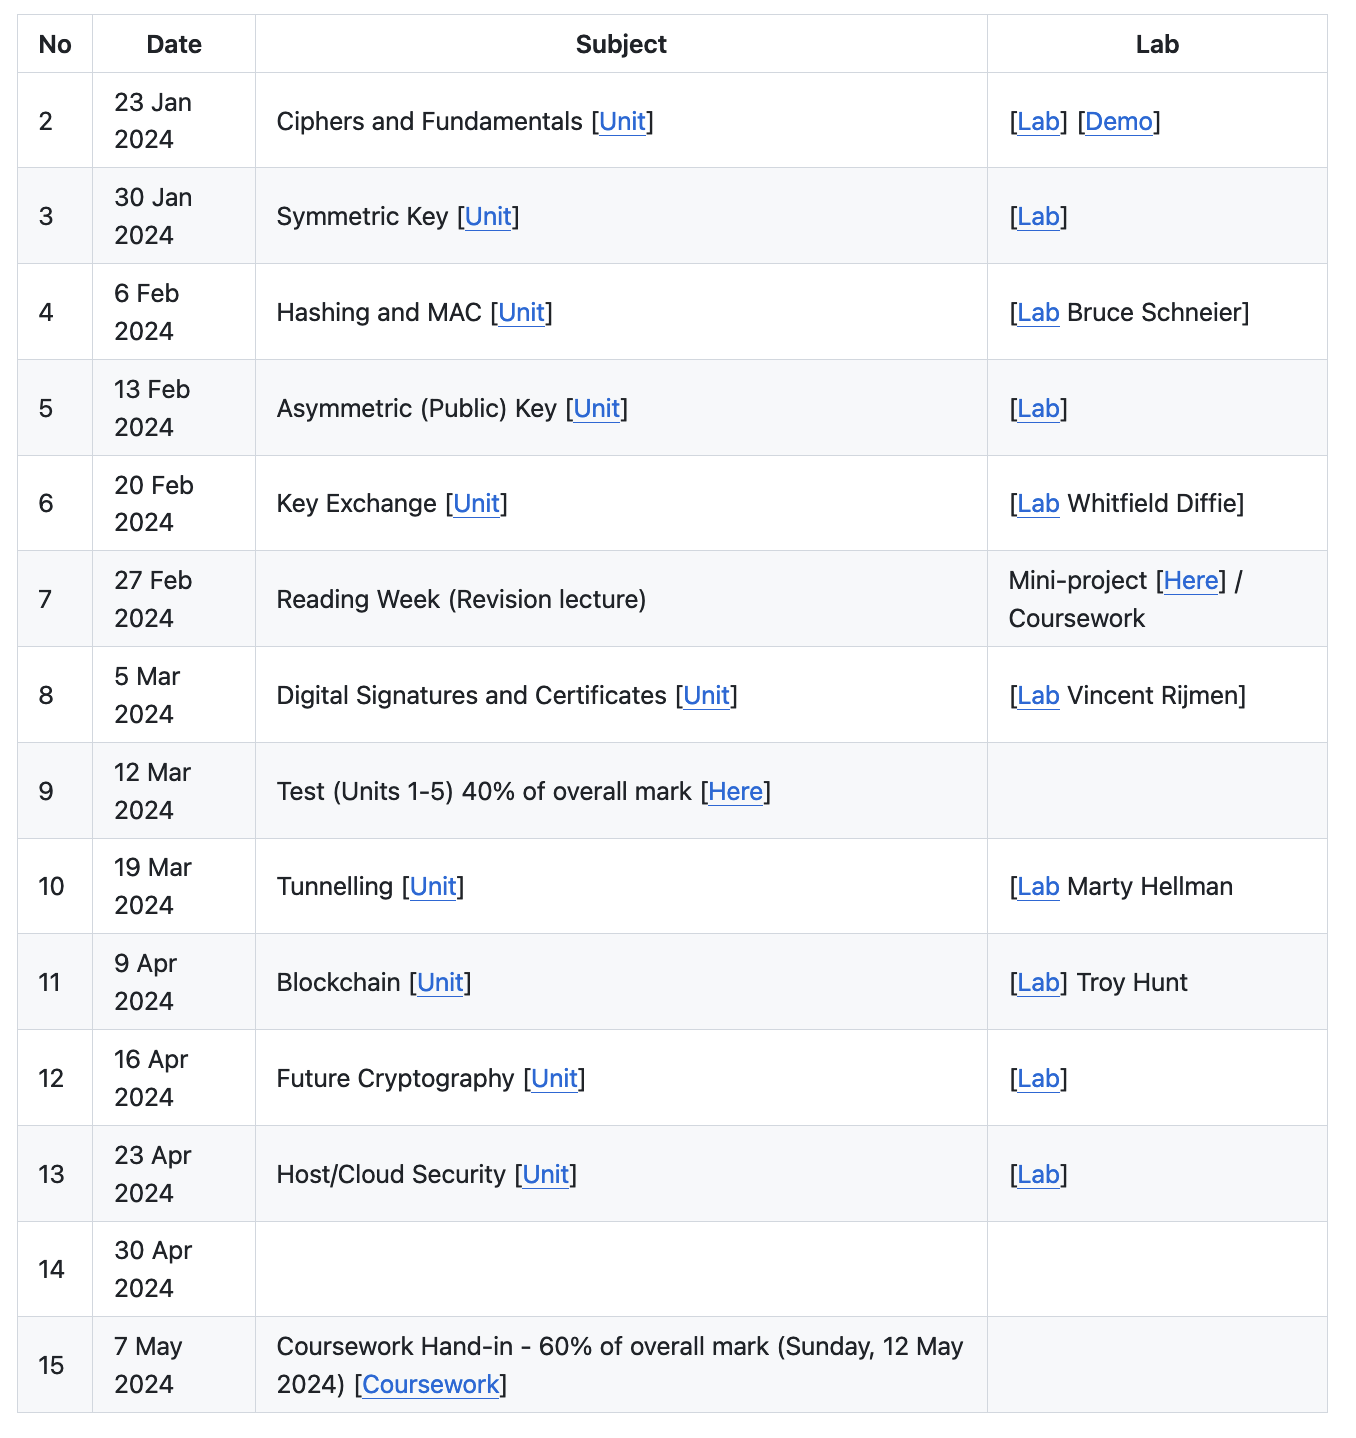 No Date Subject Lab
2 23 Jan 2024 Ciphers and Fundamentals [Unit] [Lab] [Demo]
3 30 Jan 2024 Symmetric Key [Unit] [Lab]
4 6 Feb 2024 Hashing and MAC [Unit] [Lab Bruce Schneier]
5 13 Feb 2024 Asymmetric (Public) Key [Unit] [Lab]
6 20 Feb 2024 Key Exchange [Unit] [Lab Whitfield Diffie]
7 27 Feb 2024 Reading Week (Revision lecture) Mini-project [Here] / Coursework
8 5 Mar 2024 Digital Signatures and Certificates [Unit] [Lab Vincent Rijmen]
9 12 Mar 2024 Test (Units 1-5) 40% of overall mark [Here]
10 19 Mar 2024 Tunnelling [Unit] [Lab Marty Hellman
11 9 Apr 2024 Blockchain [Unit] [Lab] Troy Hunt
12 16 Apr 2024 Future Cryptography [Unit] [Lab]
13 23 Apr 2024 Host/Cloud Security [Unit] [Lab]
14 30 Apr 2024
15 7 May 2024 Coursework Hand-in - 60% of overall mark (Sunday, 12 May 2024) [Coursework]